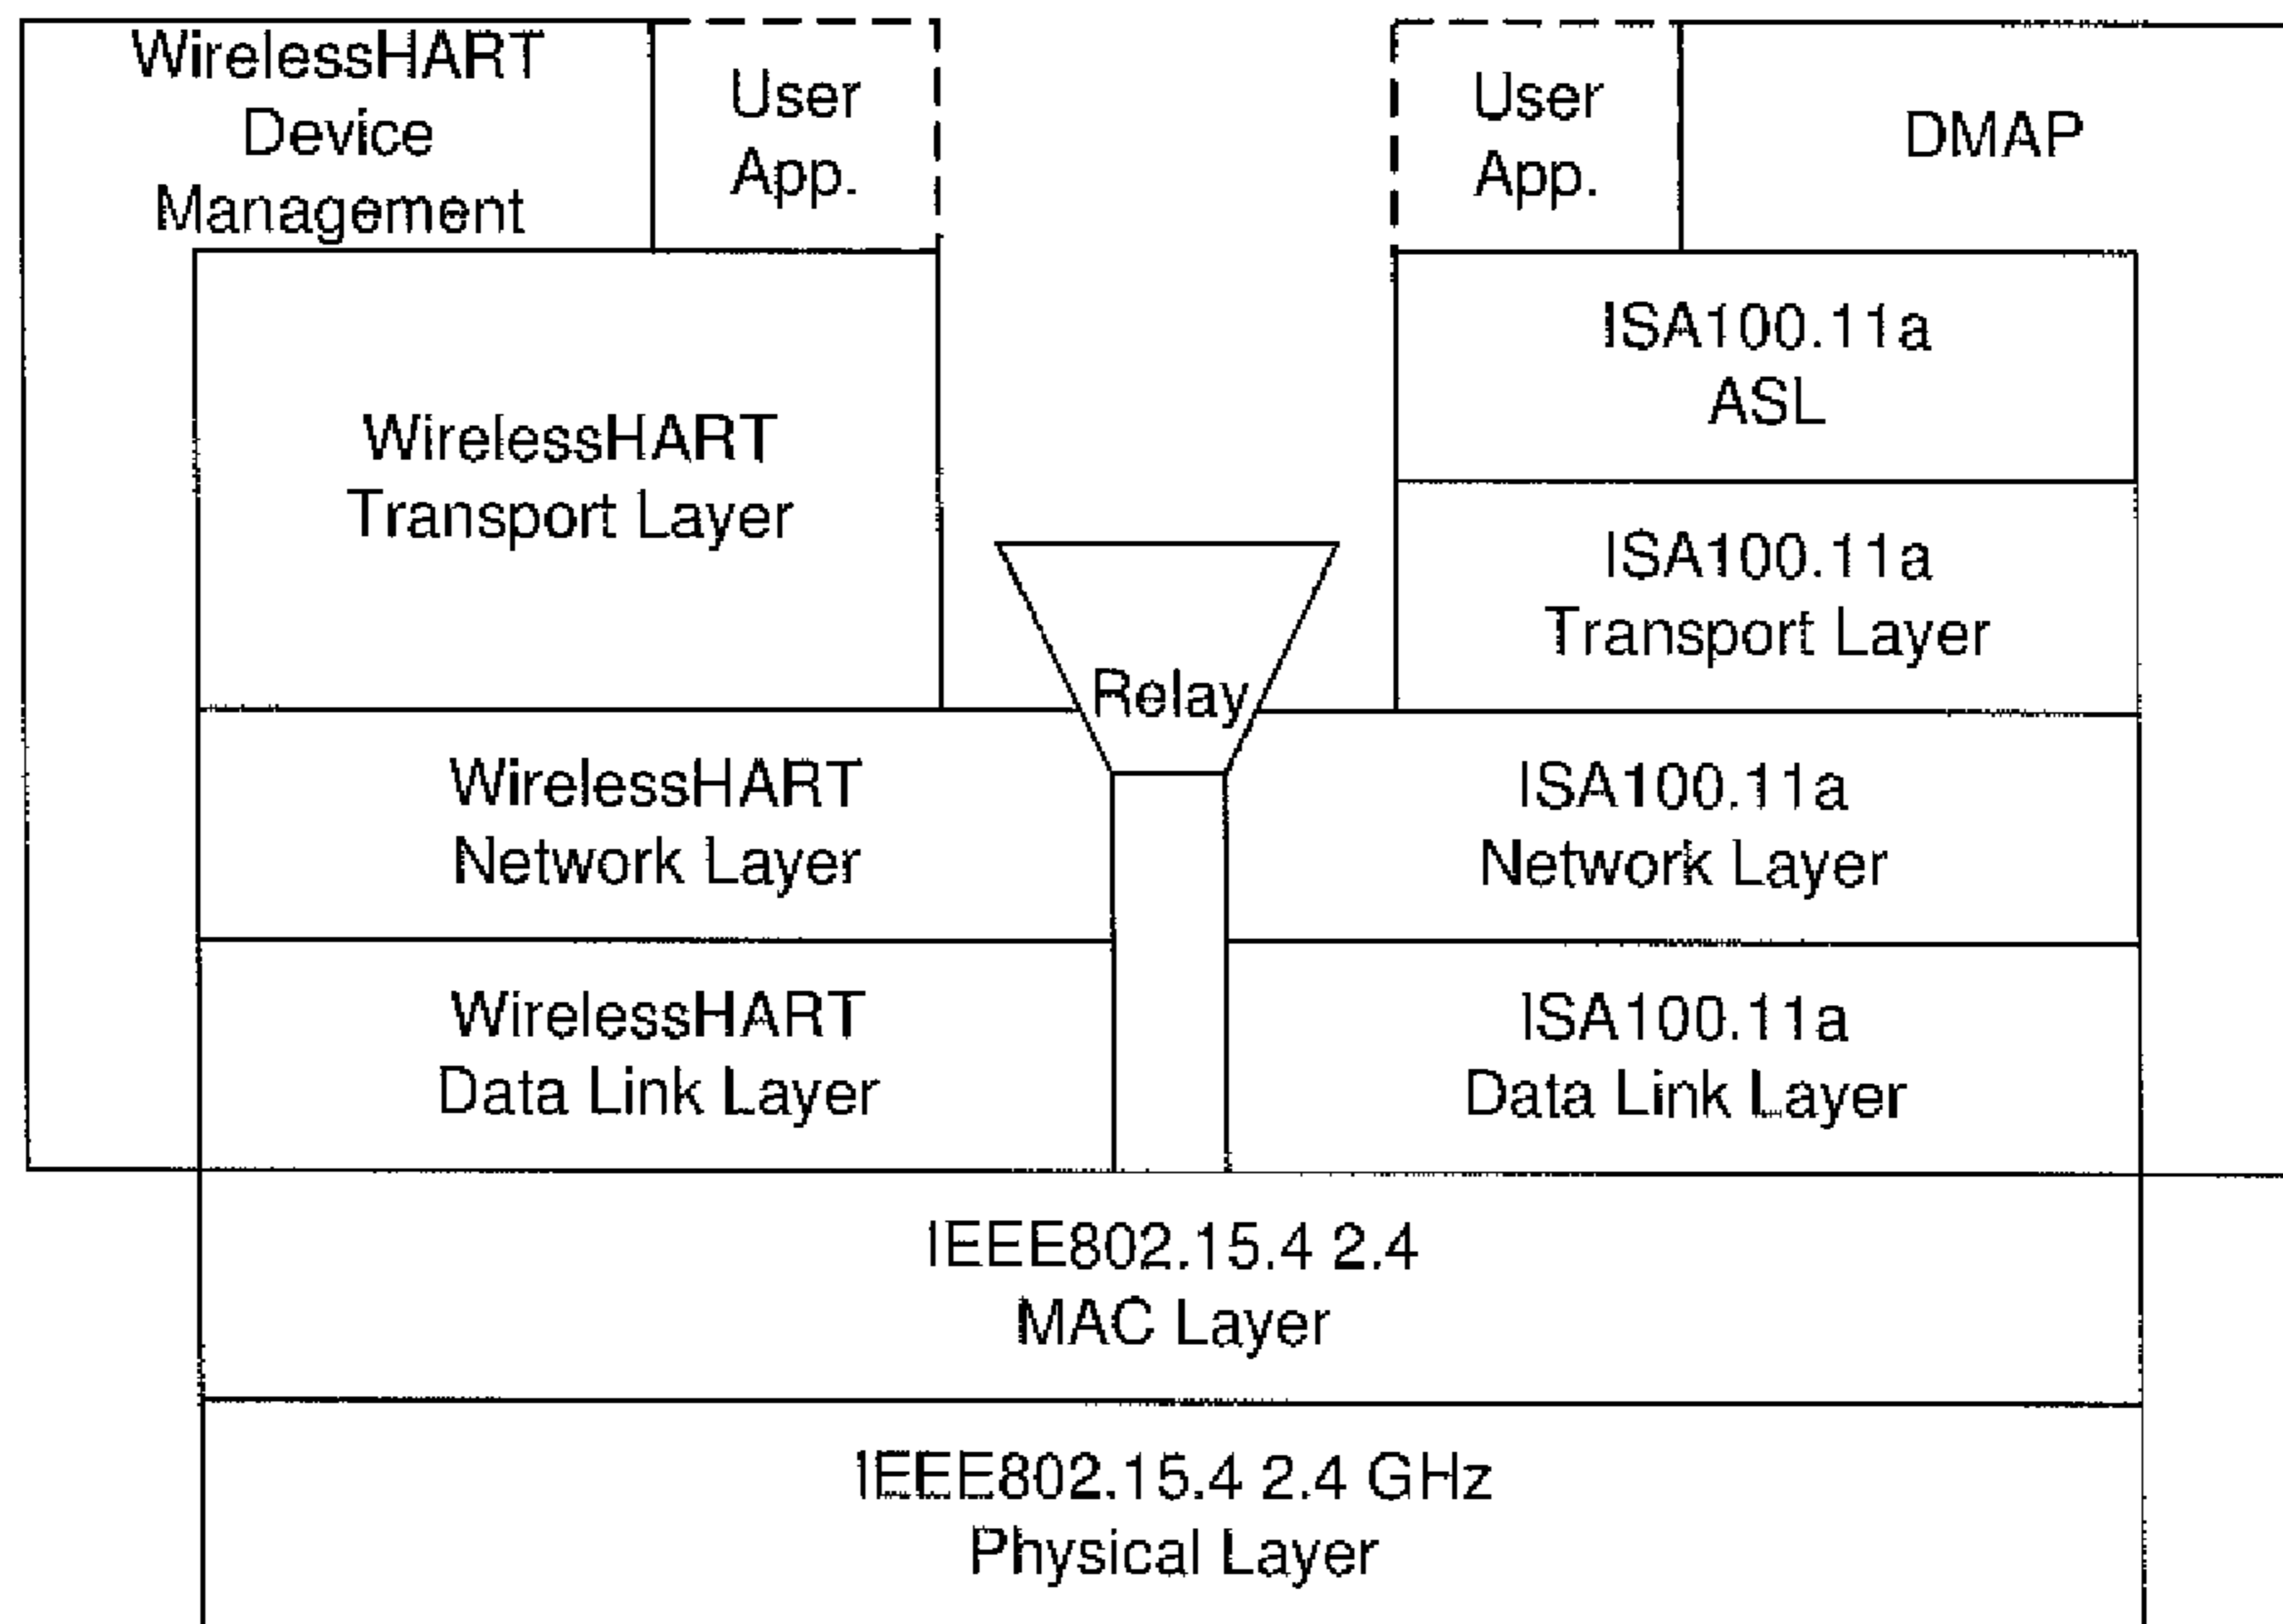 WirelessHART
Device
Management
User
App.
User
App.
DMAP
ISA100.11a
ASL
WirelessHART
Transport Layer
ISA100.11a
Transport Layer
Relay
WirelessHART
Network Layer
ISA100.11a
Network Layer
WirelessHART
Data Link Layer
ISA100.11a
Data Link Layer
IEEE802.15.4 2.4
MAC Layer
IEEE802.15.4 2.4 GHz
Physical Layer